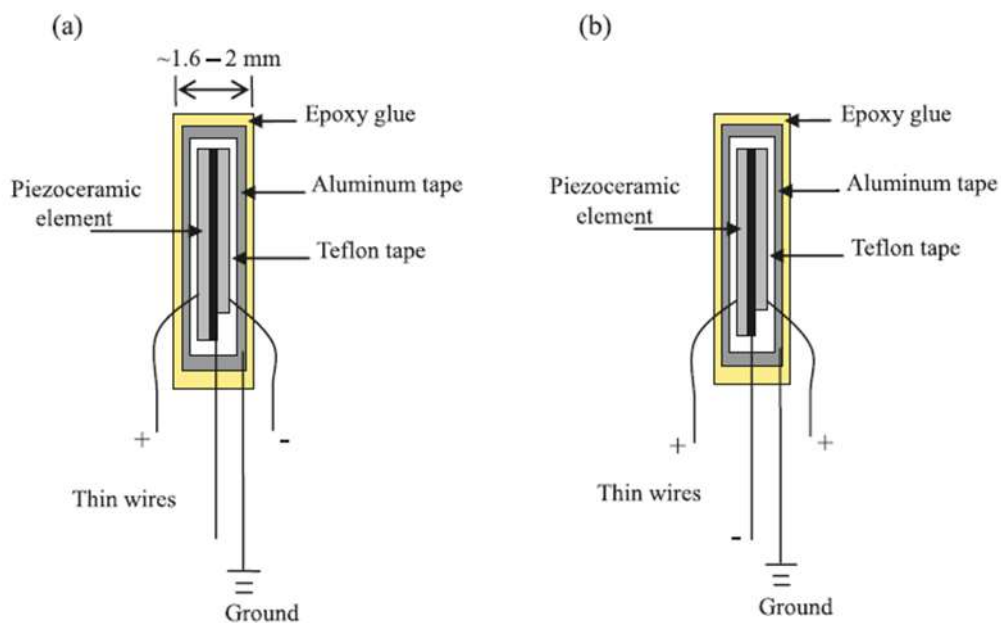 (a)
~1.6 – 2 mm
Epoxy glue
Aluminum tape
Piezoceramic
element
Teflon tape
+
-
Thin wires
Ground
(b)
Epoxy glue
Aluminum tape
Piezoceramic
element
Teflon tape
+
+
Thin wires
-
Ground